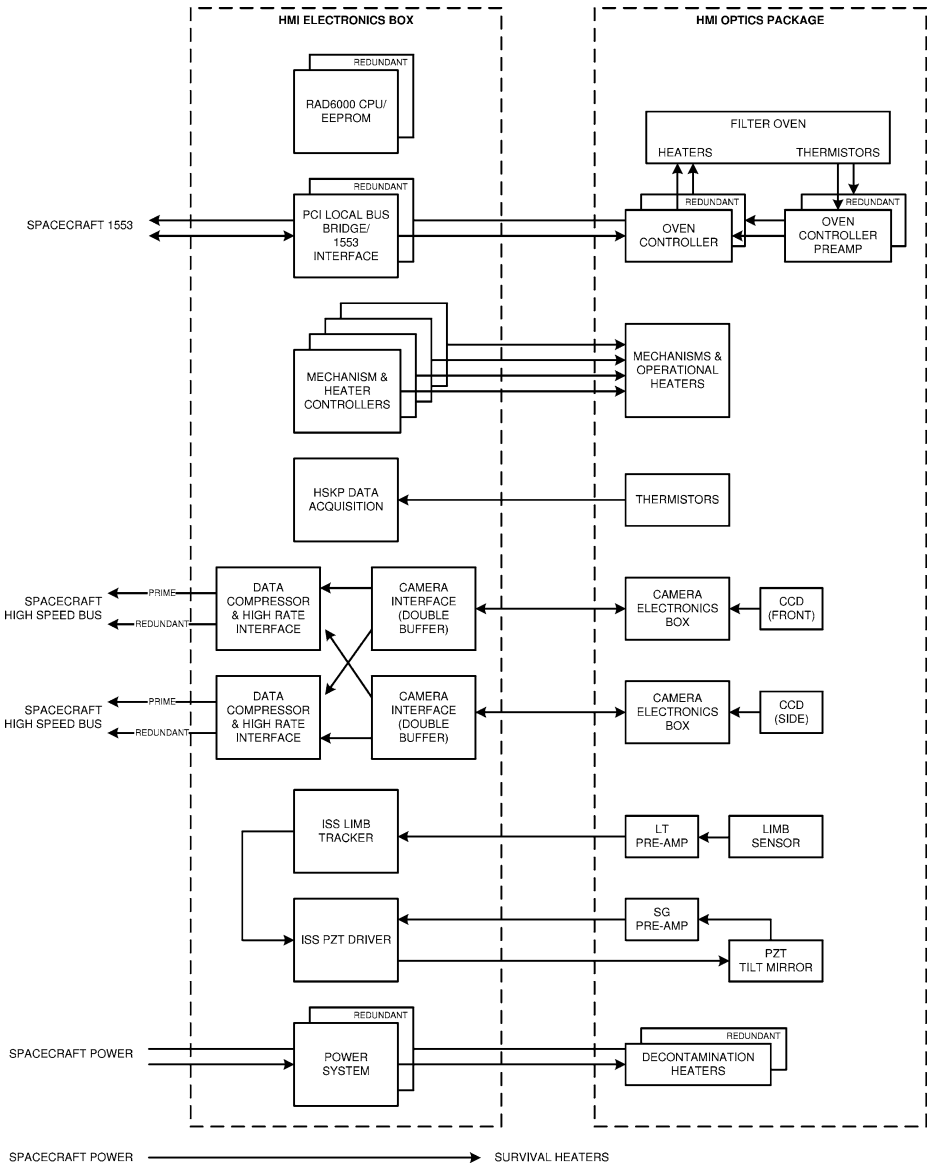 HMI ELECTRONICS BOX
HMI OPTICS PACKAGE
REDUNDANT
RAD6000 CPU/
EEPROM
FILTER OVEN
HEATERS
THERMISTORS
SPACECRAFT 1553
REDUNDANT
PCI LOCAL BUS
BRIDGE/
1553
INTERFACE
REDUNDANT
OVEN
CONTROLLER
REDUNDANT
OVEN
CONTROLLER
PREAMP
MECHANISM &
HEATER
CONTROLLERS
MECHANISMS &
OPERATIONAL
HEATERS
HSKP DATA
ACQUISITION
THERMISTORS
SPACECRAFT
HIGH SPEED BUS
PRIME
REDUNDANT
DATA
COMPRESSOR
& HIGH RATE
INTERFACE
CAMERA
INTERFACE
(DOUBLE
BUFFER)
CAMERA
ELECTRONICS
BOX
CCD
(FRONT)
SPACECRAFT
HIGH SPEED BUS
PRIME
REDUNDANT
DATA
COMPRESSOR
& HIGH RATE
INTERFACE
CAMERA
INTERFACE
(DOUBLE
BUFFER)
CAMERA
ELECTRONICS
BOX
CCD
(SIDE)
ISS LIMB
TRACKER
LT
PRE-AMP
LIMB
SENSOR
ISS PZT DRIVER
SG
PRE-AMP
PZT
TILT MIRROR
SPACECRAFT POWER
REDUNDANT
POWER
SYSTEM
REDUNDANT
DECONTAMINATION
HEATERS
SPACECRAFT POWER
SURVIVAL HEATERS